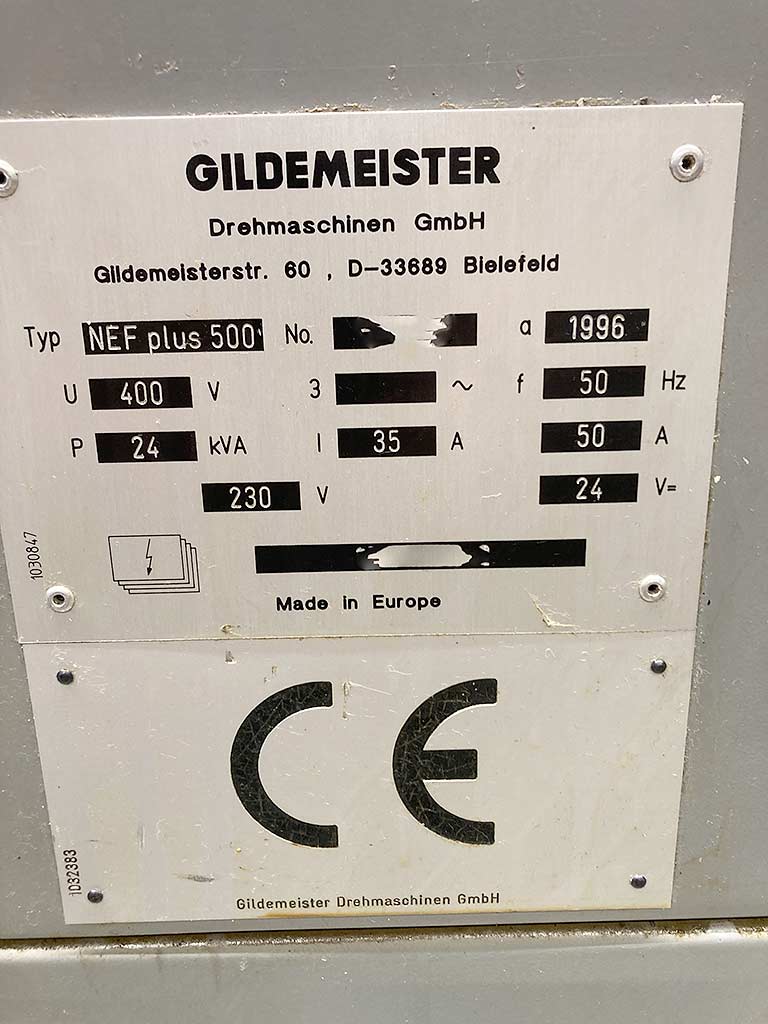 GILDEMEISTER
Drehmaschinen GmbH
Gildemeisterstr. 60 , D-33689 Bielefeld
Typ NEF plus 500 No. a 1996
U 400 V 3 ~ f 50 Hz
P 24 kVA I 35 A 50 A
230 V 24 V=
1030847
Made in Europe
CE
1032383
Gildemeister Drehmaschinen GmbH